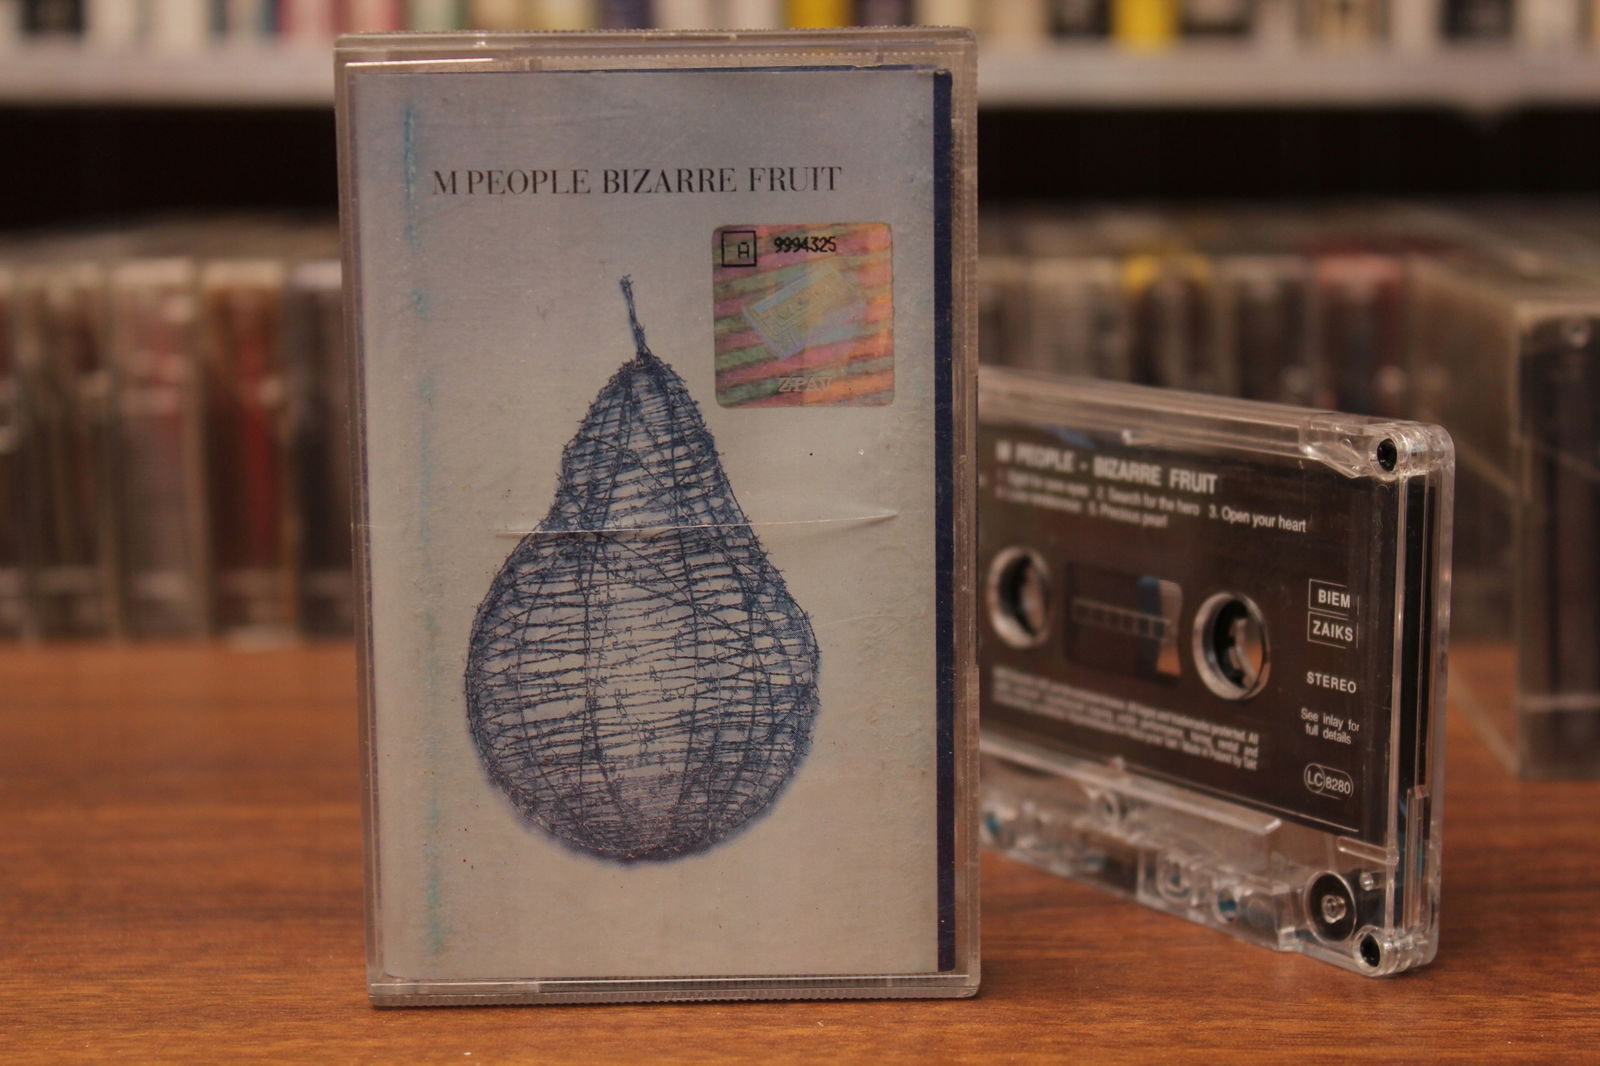 M PEOPLE BIZARRE FRUIT
A 9994325
ZPAV
M PEOPLE - BIZARRE FRUIT
2. Search for the hero 3. Open your heart
5. Precious pearl
BIEM
ZAIKS
STEREO
See inlay for
full details
LC 8280